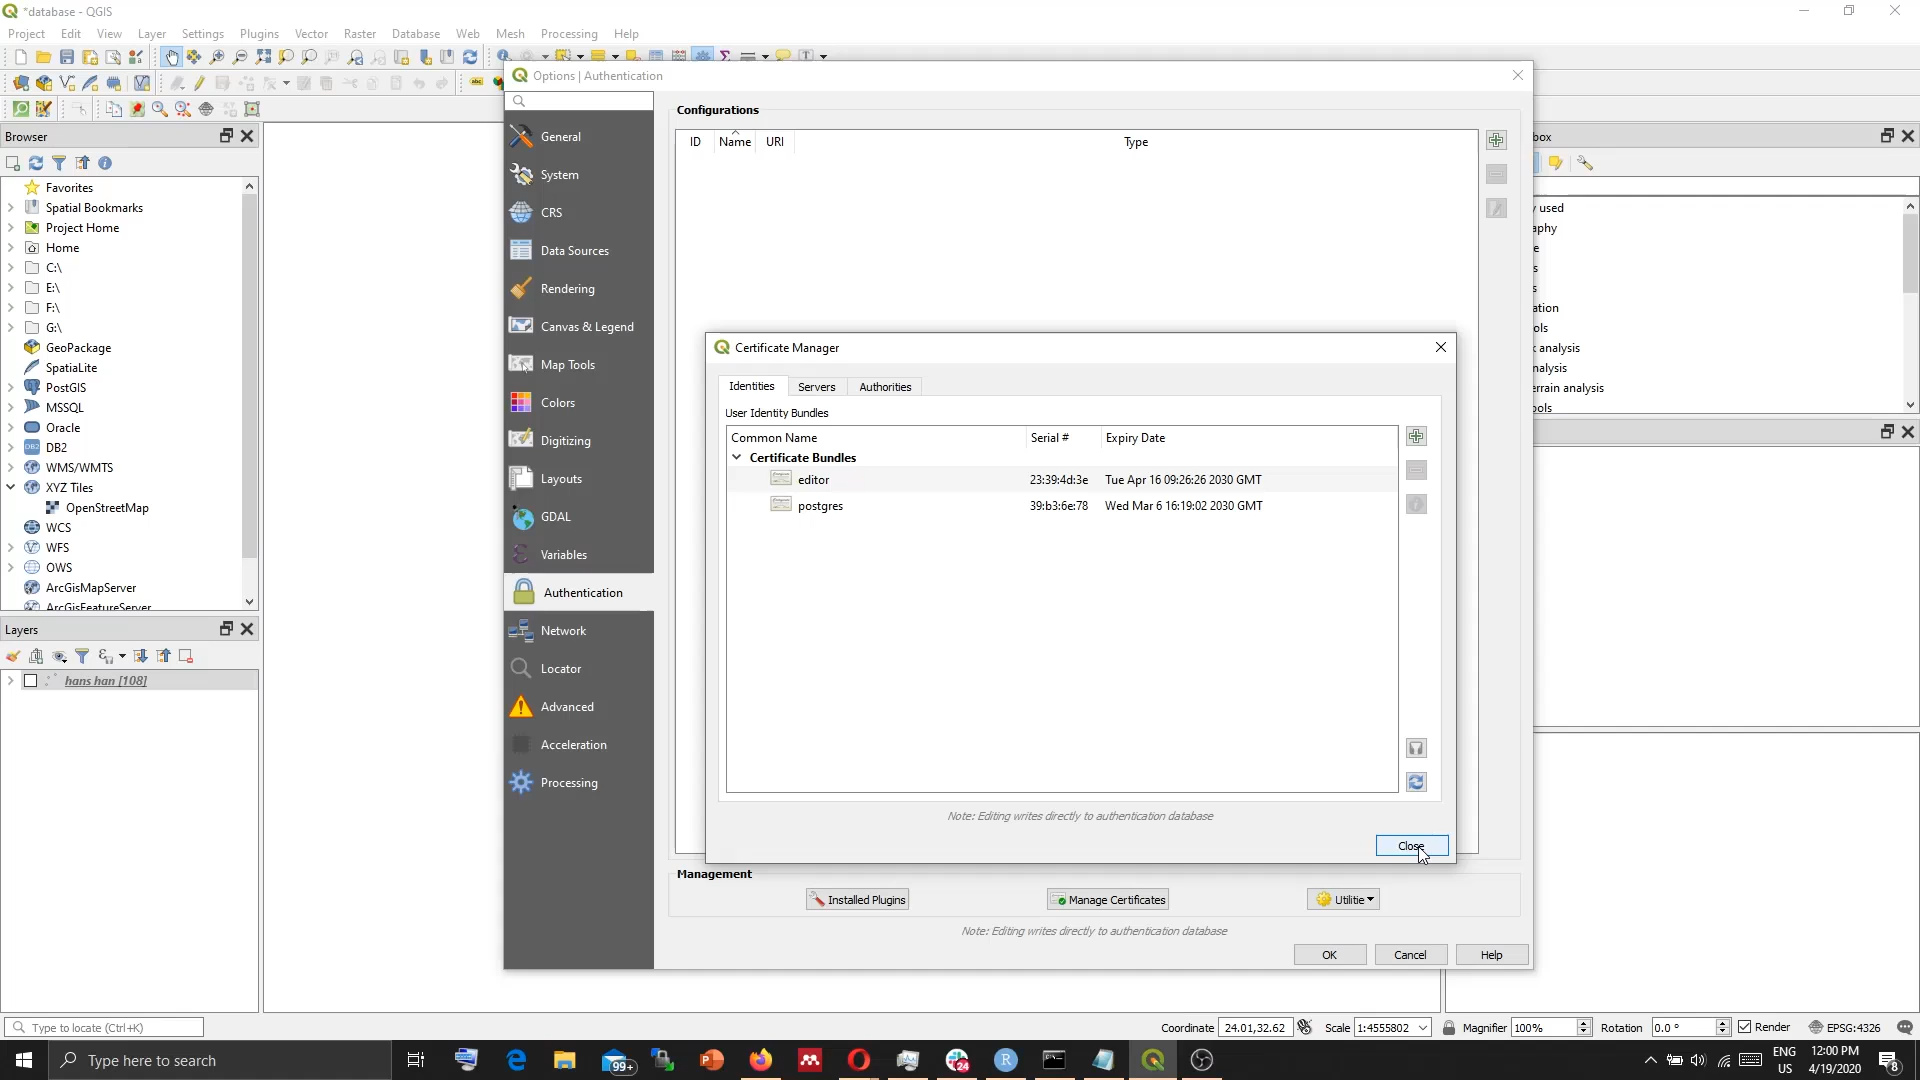 *database - QGIS
Project Edit View Layer Settings Plugins Vector Raster Database Web Mesh Processing Help
Options | Authentication
Browser
Favorites
Spatial Bookmarks
Project Home
Home
C:\
E:\
F:\
G:\
GeoPackage
SpatiaLite
PostGIS
MSSQL
Oracle
DB2
WMS/WMTS
XYZ Tiles
OpenStreetMap
WCS
WFS
OWS
ArcGisMapServer
ArcGisFeatureServer
Layers
hans han [108]
General
System
CRS
Data Sources
Rendering
Canvas & Legend
Map Tools
Colors
Digitizing
Layouts
GDAL
Variables
Authentication
Network
Locator
Advanced
Acceleration
Processing
Configurations
ID Name URI Type
Certificate Manager
Identities Servers Authorities
User Identity Bundles
Common Name Serial # Expiry Date
Certificate Bundles
editor 23:39:4d:3e Tue Apr 16 09:26:26 2030 GMT
postgres 39:b3:6e:78 Wed Mar 6 16:19:02 2030 GMT
Note: Editing writes directly to authentication database
Close
Management
Installed Plugins Manage Certificates Utilitie
Note: Editing writes directly to authentication database
OK Cancel Help
box
y used
aphy
e
s
s
ation
ols
k analysis
nalysis
errain analysis
ools
Type to locate (Ctrl+K)
Coordinate 24.01,32.62 Scale 1:4555802 Magnifier 100% Rotation 0.0 ° Render EPSG:4326
Type here to search
99+
24
ENG
US
12:00 PM
4/19/2020
8